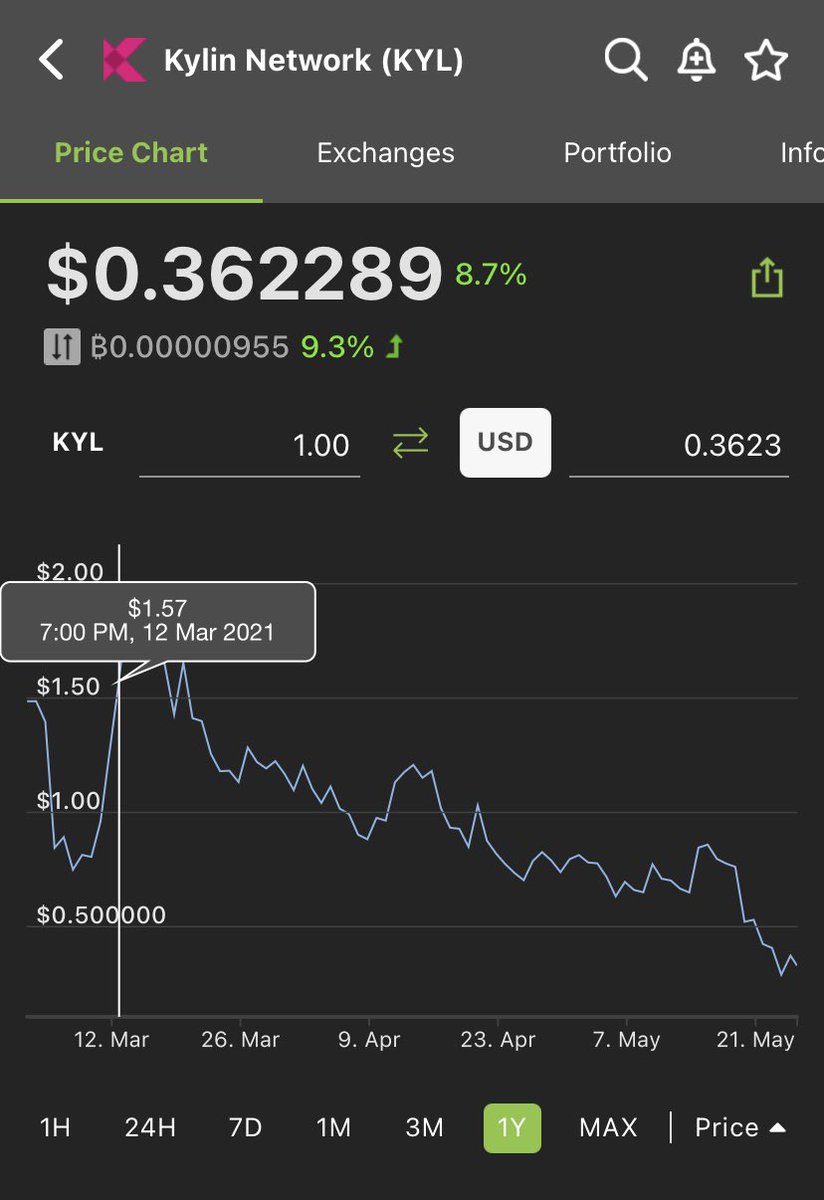 Kylin Network (KYL)
Price Chart Exchanges Portfolio Info
$0.362289 8.7%
₿0.00000955 9.3%
KYL 1.00 USD 0.3623
$2.00
$1.57
7:00 PM, 12 Mar 2021
$1.50
$1.00
$0.500000
12. Mar 26. Mar 9. Apr 23. Apr 7. May 21. May
1H 24H 7D 1M 3M 1Y MAX | Price